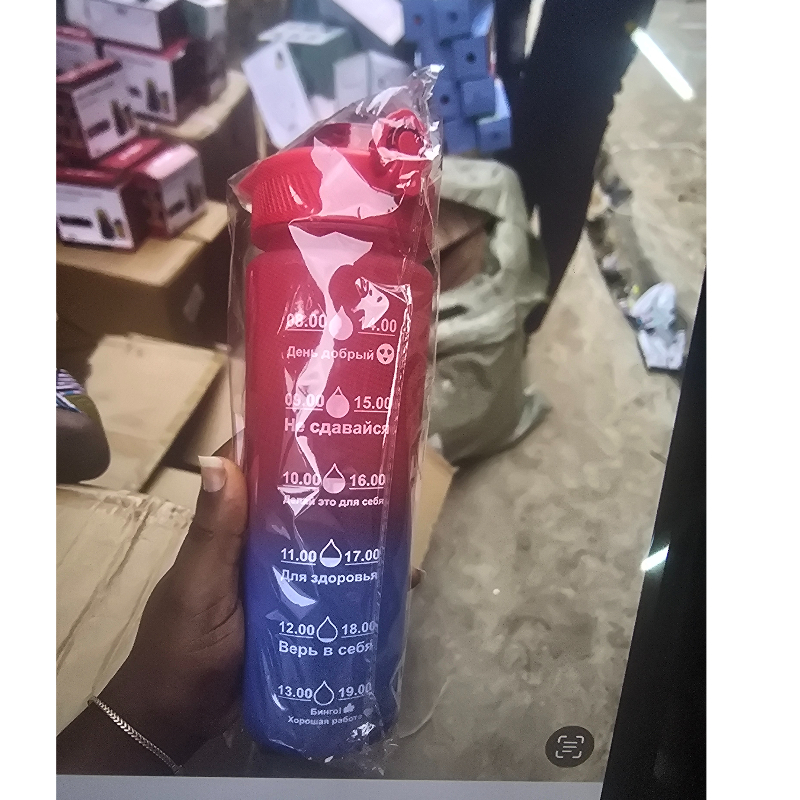 08.00 14.00
День добрый
09.00 15.00
Не сдавайся
10.00 16.00
Делай это для себя
11.00 17.00
Для здоровья
12.00 18.00
Верь в себя
13.00 19.00
Бинго!
Хорошая работа